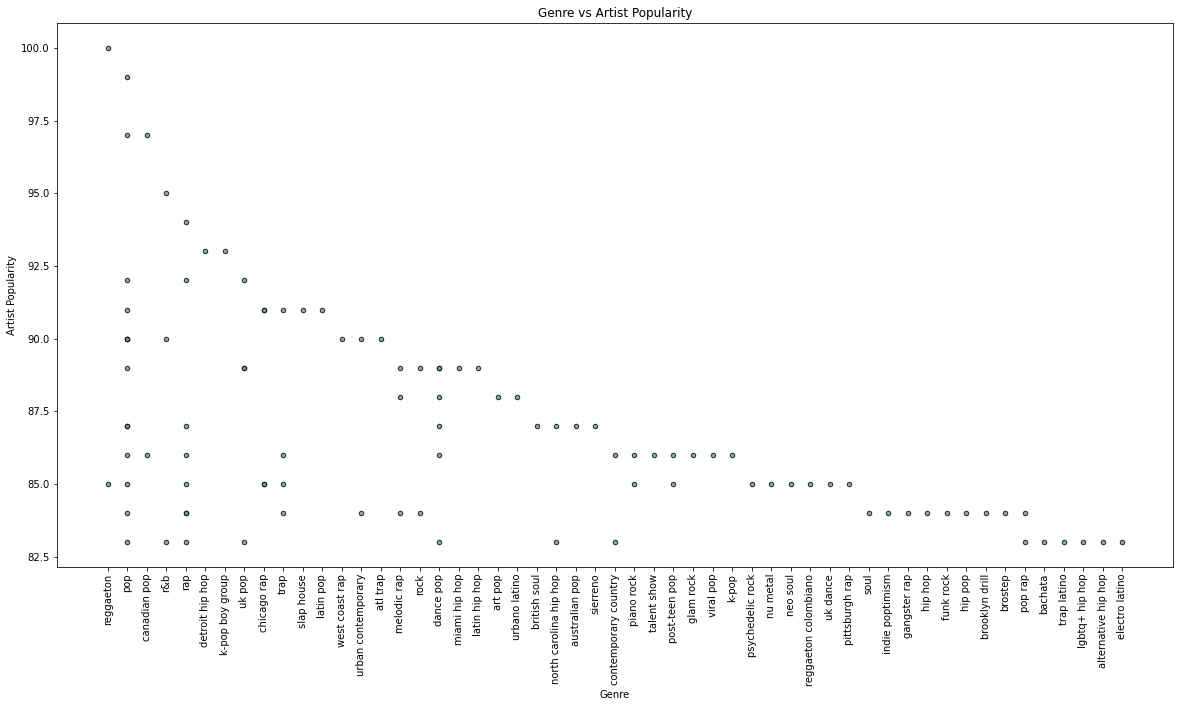 Genre vs Artist Popularity
100.0
97.5
95.0
92.5
90.0
87.5
85.0
82.5
Artist Popularity
reggaeton
pop
canadian pop
r&b
rap
detroit hip hop
k-pop boy group
uk pop
chicago rap
trap
slap house
latin pop
west coast rap
urban contemporary
atl trap
melodic rap
rock
dance pop
miami hip hop
latin hip hop
art pop
urbano latino
british soul
north carolina hip hop
australian pop
sierreno
contemporary country
piano rock
talent show
post-teen pop
glam rock
viral pop
k-pop
psychedelic rock
nu metal
neo soul
reggaeton colombiano
uk dance
pittsburgh rap
soul
indie poptimism
gangster rap
hip hop
funk rock
hip pop
brooklyn drill
brostep
pop rap
bachata
trap latino
lgbtq+ hip hop
alternative hip hop
electro latino
Genre